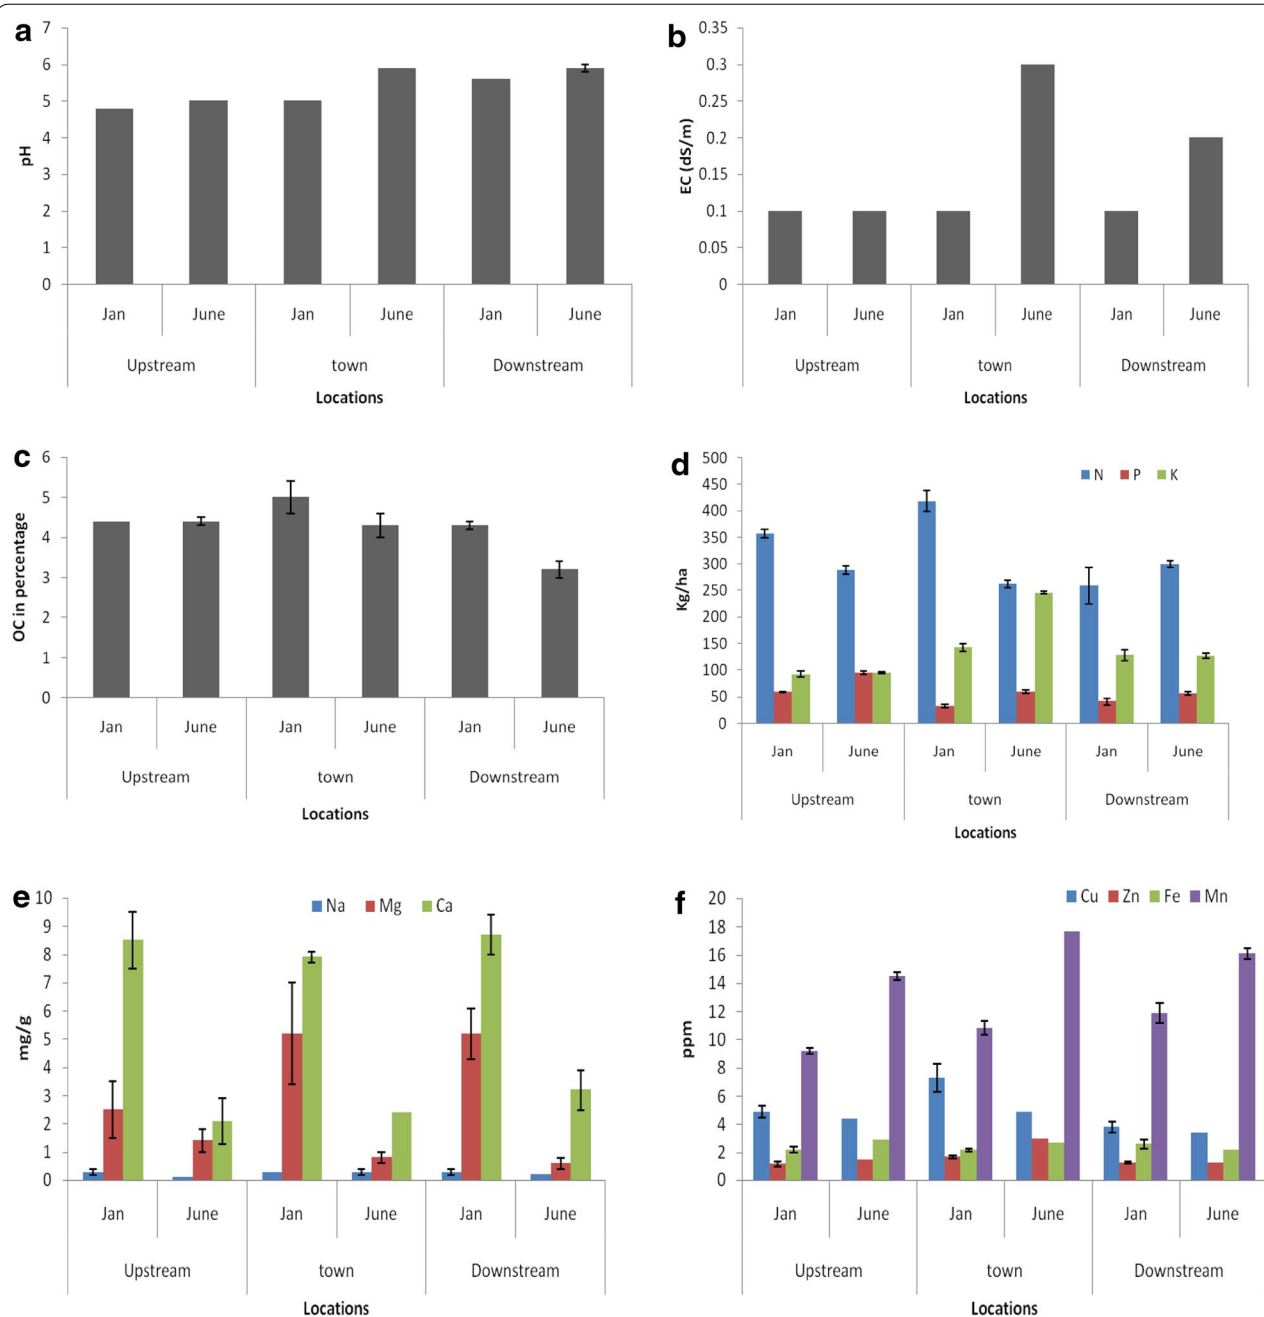 a
7
6
5
4
3
2
1
0
pH
Jan June Jan June Jan June
Upstream town Downstream
Locations
b
0.35
0.3
0.25
0.2
0.15
0.1
0.05
0
EC (dS/m)
Jan June Jan June Jan June
Upstream town Downstream
Locations
c
6
5
4
3
2
1
0
OC in percentage
Jan June Jan June Jan June
Upstream town Downstream
Locations
d
N P K
500
450
400
350
300
250
200
150
100
50
0
Kg/ha
Jan June Jan June Jan June
Upstream town Downstream
Locations
e
Na Mg Ca
10
9
8
7
6
5
4
3
2
1
0
mg/g
Jan June Jan June Jan June
Upstream town Downstream
Locations
f
Cu Zn Fe Mn
20
18
16
14
12
10
8
6
4
2
0
ppm
Jan June Jan June Jan June
Upstream town Downstream
Locations